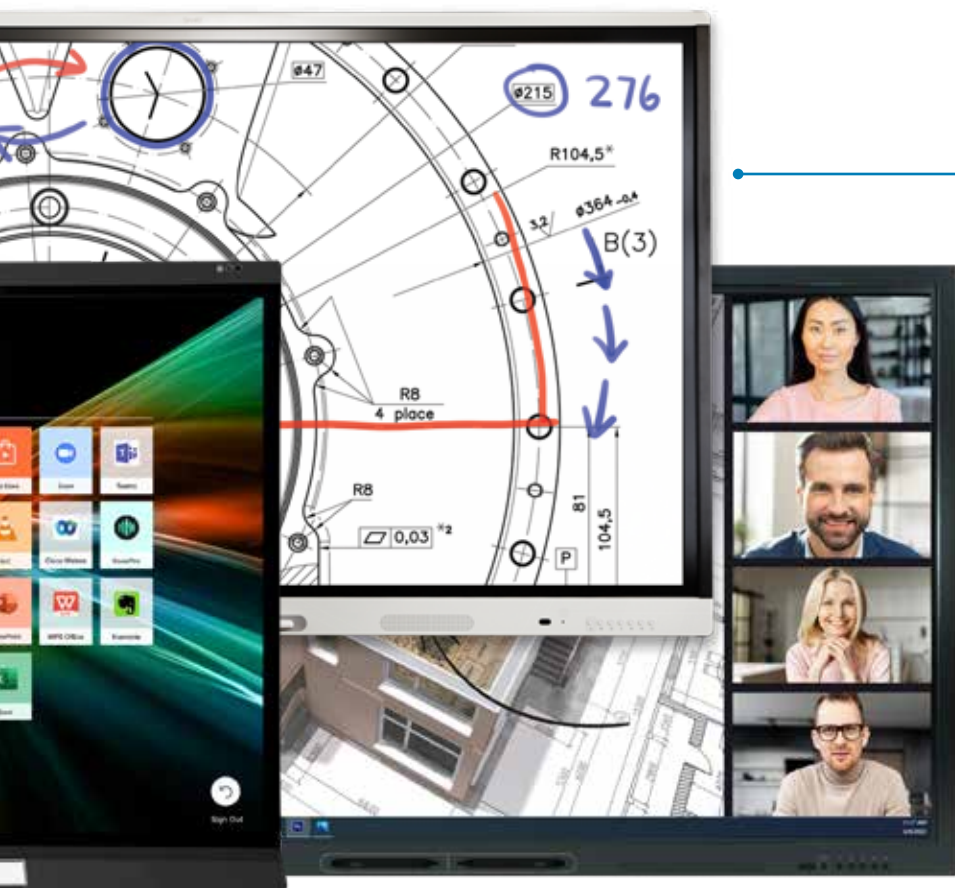 ø47
ø215
276
R104,5*
3,2
ø364 -0,4
B(3)
R8
4 place
R8
0,03 *2
81
104,5
P
Zoom
Teams
Cisco Webex
WPS Office
Evernote
Sign Out